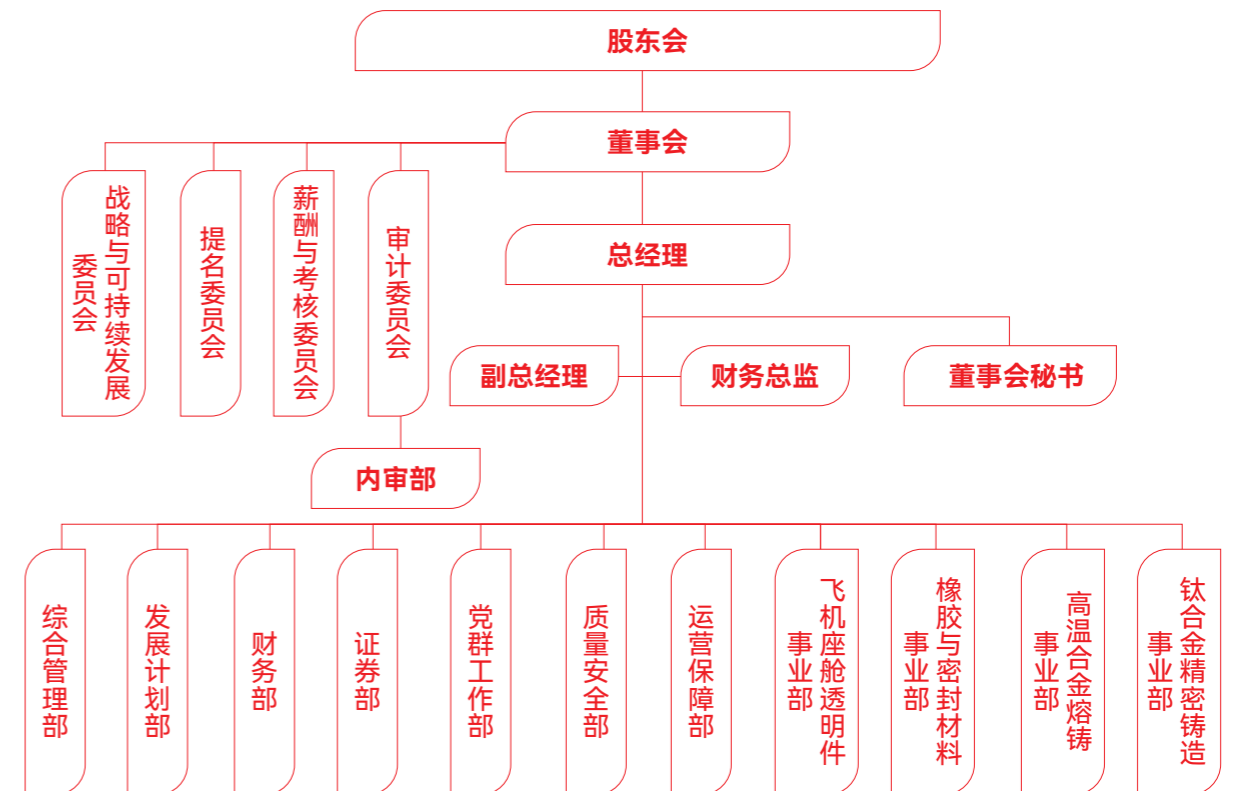 股东会
董事会
战略与可持续发展
委员会
提名委员会
薪酬与考核委员会
审计委员会
总经理
副总经理
财务总监
董事会秘书
内审部
综合管理部
发展计划部
财务部
证券部
党群工作部
质量安全部
运营保障部
飞机座舱透明件
事业部
橡胶与密封材料
事业部
高温合金熔铸
事业部
钛合金精密铸造
事业部